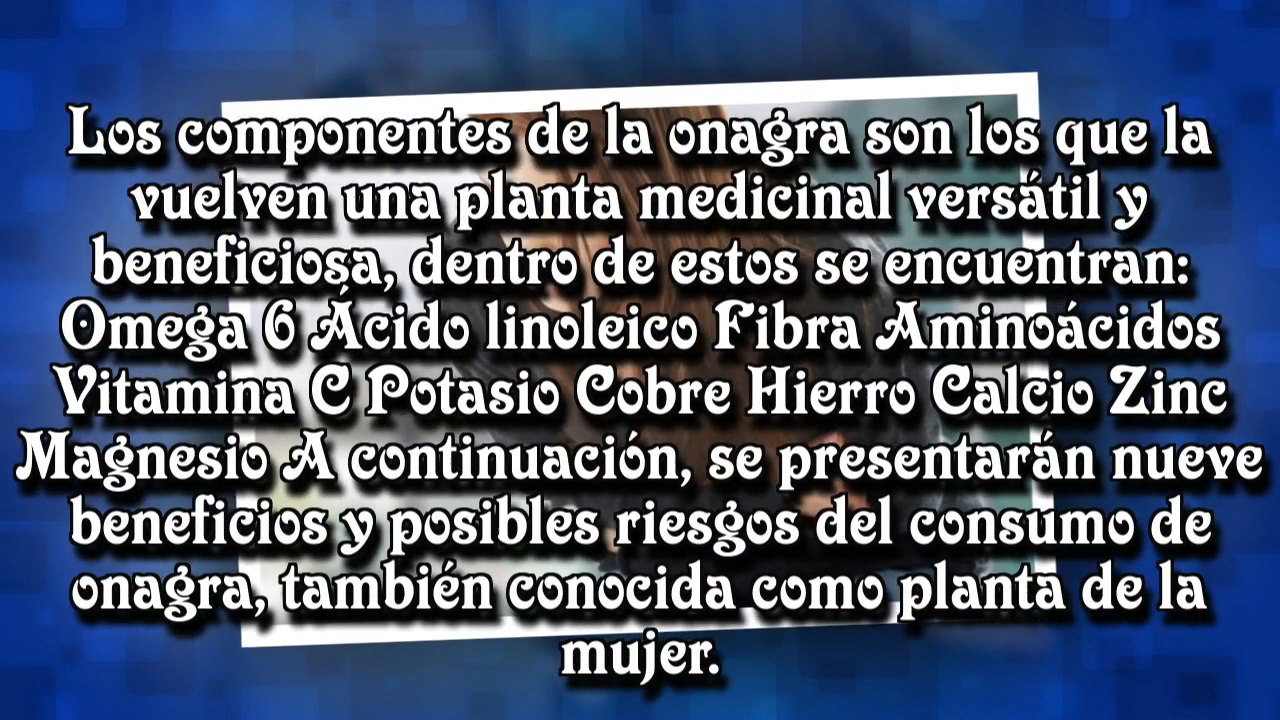 Los componentes de la onagra son los que la
vuelven una planta medicinal versátil y
beneficiosa, dentro de estos se encuentran:
Omega 6 Ácido linoleico Fibra Aminoácidos
Vitamina C Potasio Cobre Hierro Calcio Zinc
Magnesio A continuación, se presentarán nueve
beneficios y posibles riesgos del consumo de
onagra, también conocida como planta de la
mujer.